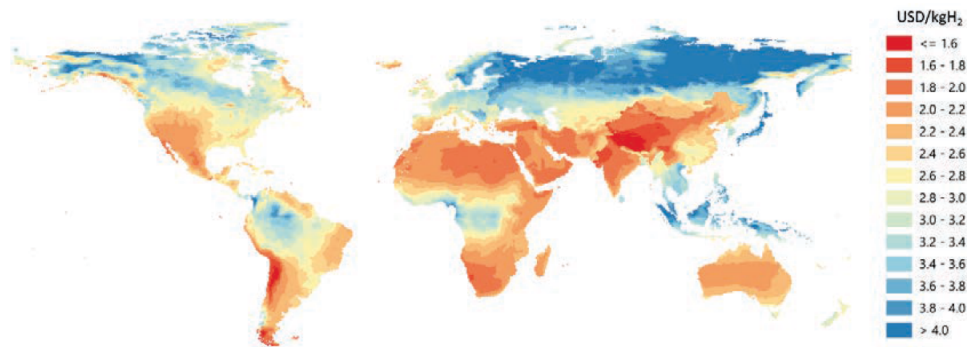 USD/kgH₂
<= 1.6
1.6 - 1.8
1.8 - 2.0
2.0 - 2.2
2.2 - 2.4
2.4 - 2.6
2.6 - 2.8
2.8 - 3.0
3.0 - 3.2
3.2 - 3.4
3.4 - 3.6
3.6 - 3.8
3.8 - 4.0
> 4.0